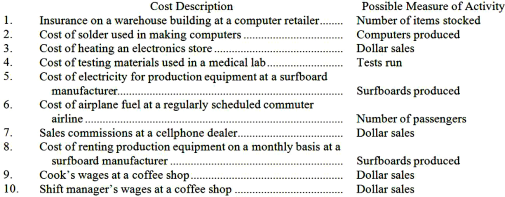 Cost Description Possible Measure of Activity
1. Insurance on a warehouse building at a computer retailer........ Number of items stocked
2. Cost of solder used in making computers ................................. Computers produced
3. Cost of heating an electronics store ........................................... Dollar sales
4. Cost of testing materials used in a medical lab.......................... Tests run
5. Cost of electricity for production equipment at a surfboard
manufacturer.......................................................................... Surfboards produced
6. Cost of airplane fuel at a regularly scheduled commuter
airline ..................................................................................... Number of passengers
7. Sales commissions at a cellphone dealer................................... Dollar sales
8. Cost of renting production equipment on a monthly basis at a
surfboard manufacturer ......................................................... Surfboards produced
9. Cook's wages at a coffee shop.................................................. Dollar sales
10. Shift manager's wages at a coffee shop .................................... Dollar sales